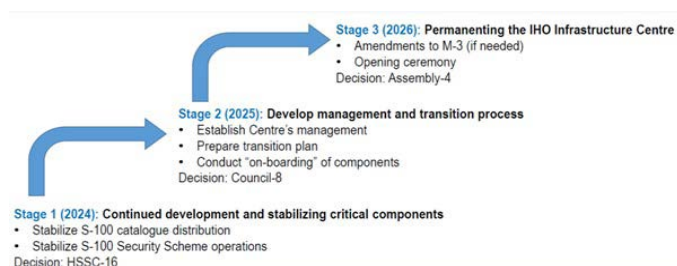 Stage 3 (2026): Permanenting the IHO Infrastructure Centre
• Amendments to M-3 (if needed)
• Opening ceremony
Decision: Assembly-4
Stage 2 (2025): Develop management and transition process
• Establish Centre's management
• Prepare transition plan
• Conduct "on-boarding" of components
Decision: Council-8
Stage 1 (2024): Continued development and stabilizing critical components
• Stabilize S-100 catalogue distribution
• Stabilize S-100 Security Scheme operations
Decision: HSSC-16